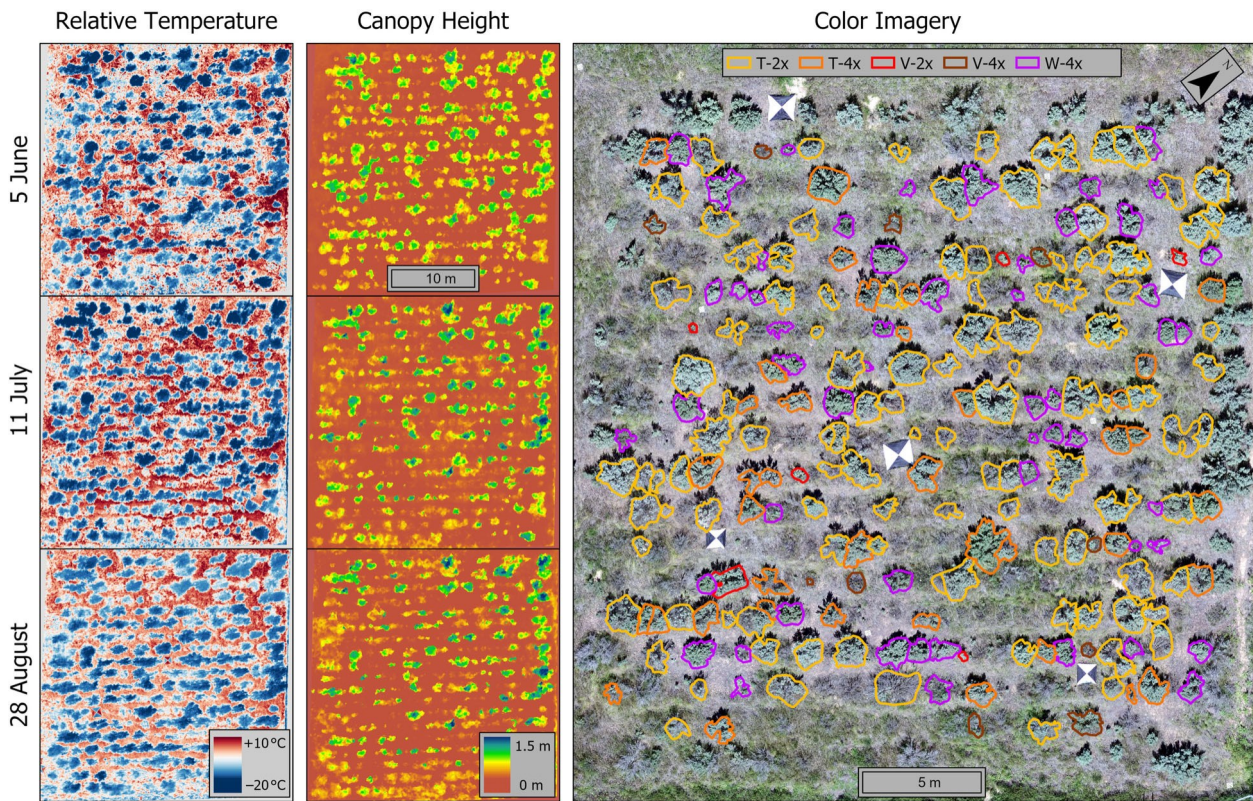 Relative Temperature
Canopy Height
Color Imagery
5 June
11 July
28 August
T-2x
T-4x
V-2x
V-4x
W-4x
N
10 m
+10 °C
−20 °C
1.5 m
0 m
5 m